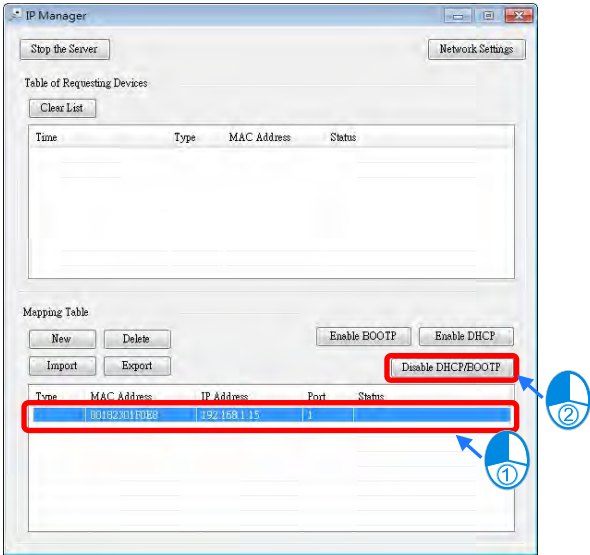 IP Manager
Stop the Server Network Settings
Table of Requesting Devices
Clear List
Time Type MAC Address Status
Mapping Table
New Delete Enable BOOTP Enable DHCP
Import Export Disable DHCP/BOOTP
Type MAC Address IP Address Port Status
192.168.1.15 1
②
①